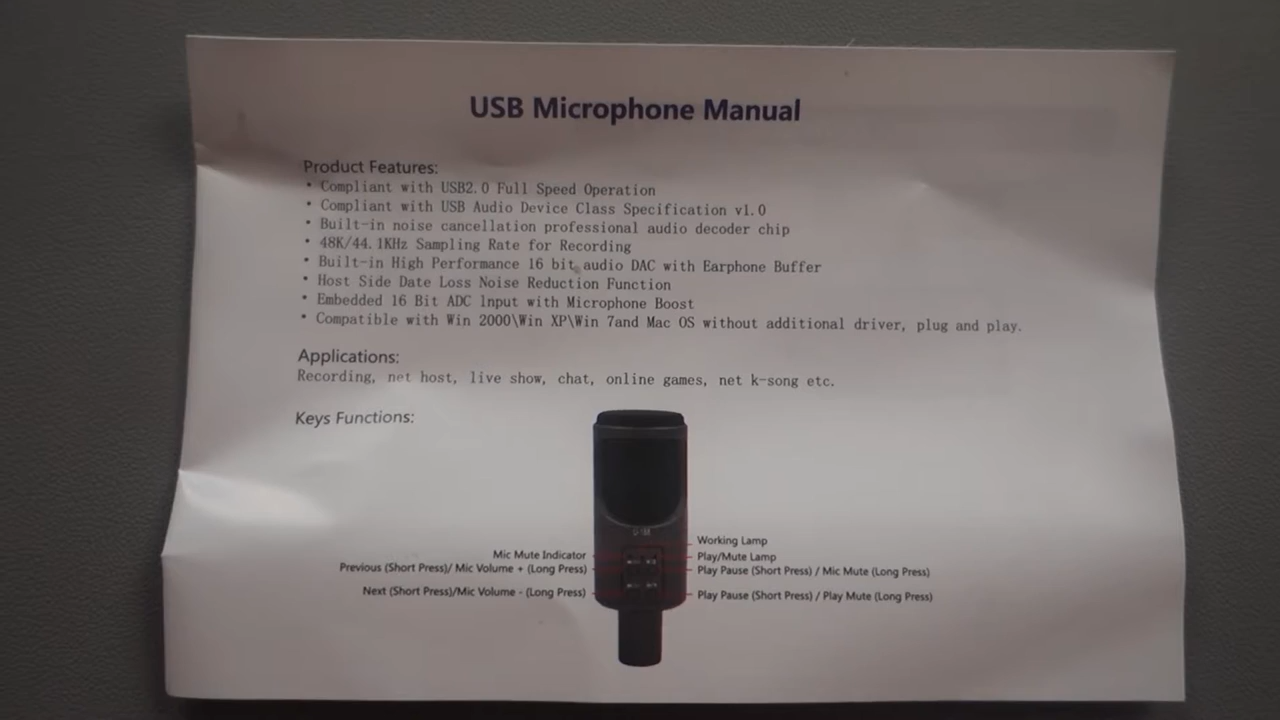 USB Microphone Manual
Product Features:
• Compliant with USB2.0 Full Speed Operation
• Compliant with USB Audio Device Class Specification v1.0
• Built-in noise cancellation professional audio decoder chip
• 48K/44.1KHz Sampling Rate for Recording
• Built-in High Performance 16 bit audio DAC with Earphone Buffer
• Host Side Date Loss Noise Reduction Function
• Embedded 16 Bit ADC lnput with Microphone Boost
• Compatible with Win 2000\Win XP\Win 7and Mac OS without additional driver, plug and play.
Applications:
Recording, net host, live show, chat, online games, net k-song etc.
Keys Functions:
Working Lamp
Mic Mute Indicator
Play/Mute Lamp
Previous (Short Press)/ Mic Volume + (Long Press)
Play Pause (Short Press) / Mic Mute (Long Press)
Next (Short Press)/Mic Volume - (Long Press)
Play Pause (Short Press) / Play Mute (Long Press)